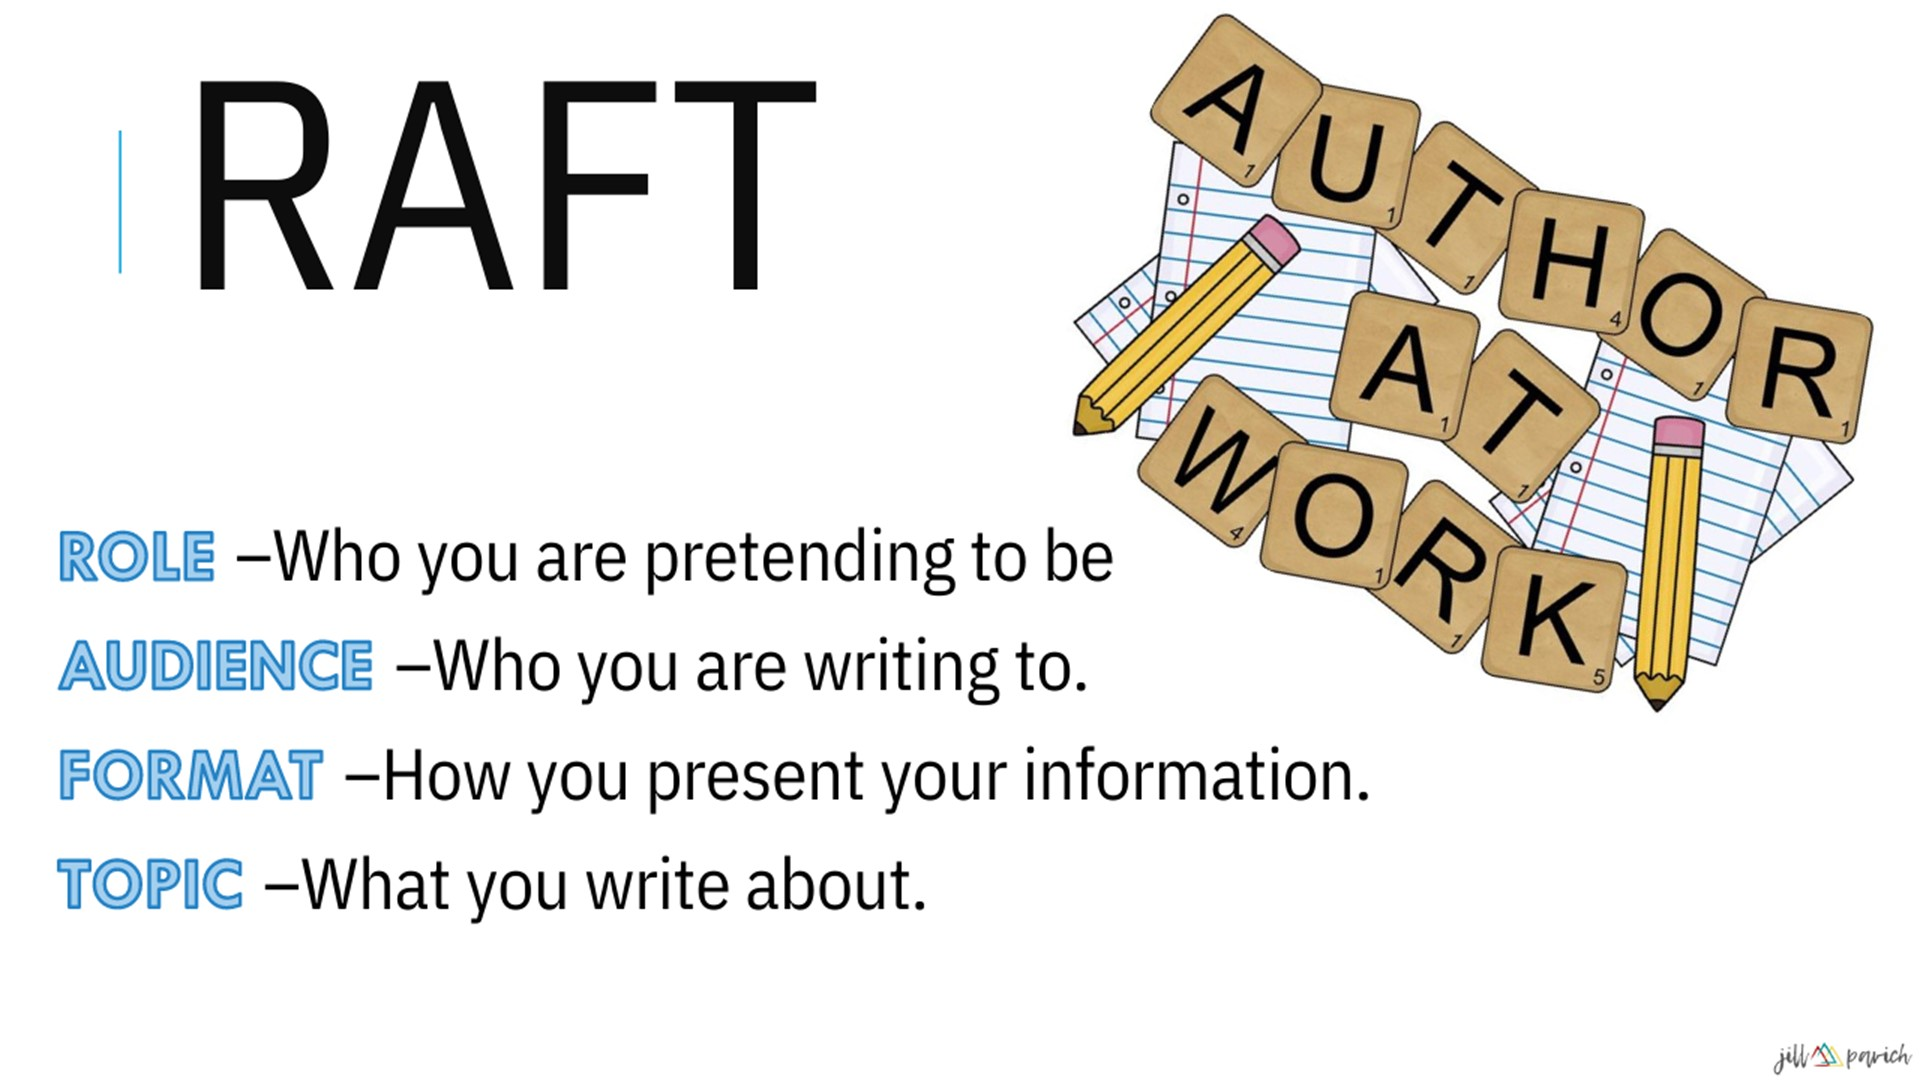 RAFT
AUTHOR
AT
WORK
ROLE –Who you are pretending to be
AUDIENCE –Who you are writing to.
FORMAT –How you present your information.
TOPIC –What you write about.
jill parich